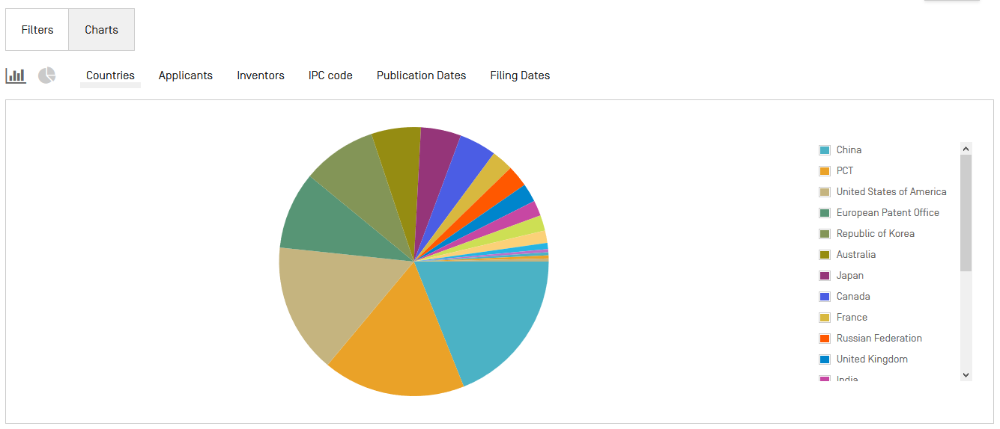 Filters Charts
Countries Applicants Inventors IPC code Publication Dates Filing Dates
China
PCT
United States of America
European Patent Office
Republic of Korea
Australia
Japan
Canada
France
Russian Federation
United Kingdom
India